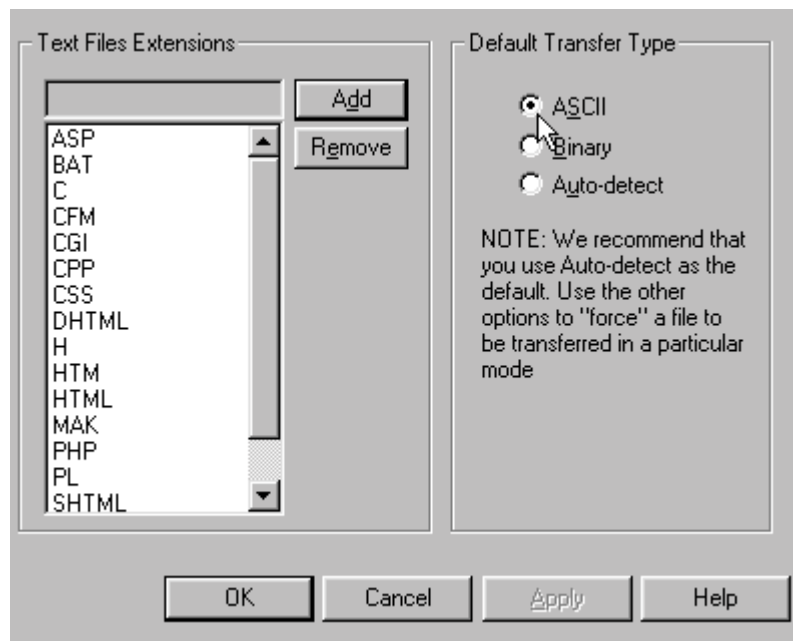 Text Files Extensions
Add
Remove
ASP
BAT
C
CFM
CGI
CPP
CSS
DHTML
H
HTM
HTML
MAK
PHP
PL
SHTML
Default Transfer Type
ASCII
Binary
Auto-detect
NOTE: We recommend that
you use Auto-detect as the
default. Use the other
options to "force" a file to
be transferred in a particular
mode
OK
Cancel
Apply
Help